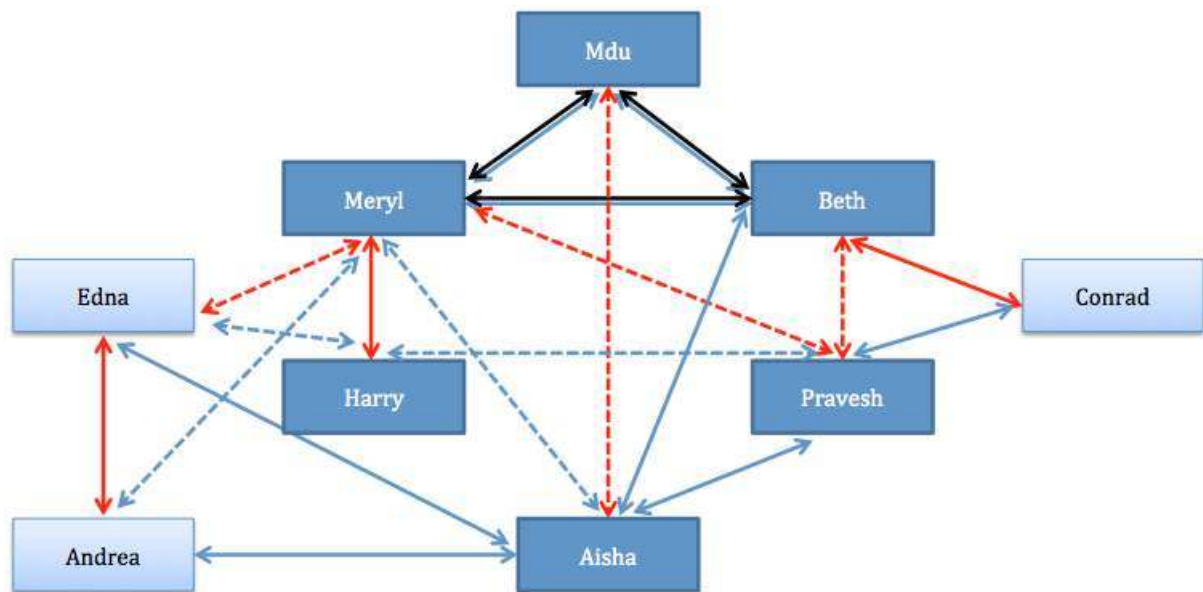 Mdu
Meryl
Beth
Edna
Conrad
Harry
Pravesh
Andrea
Aisha